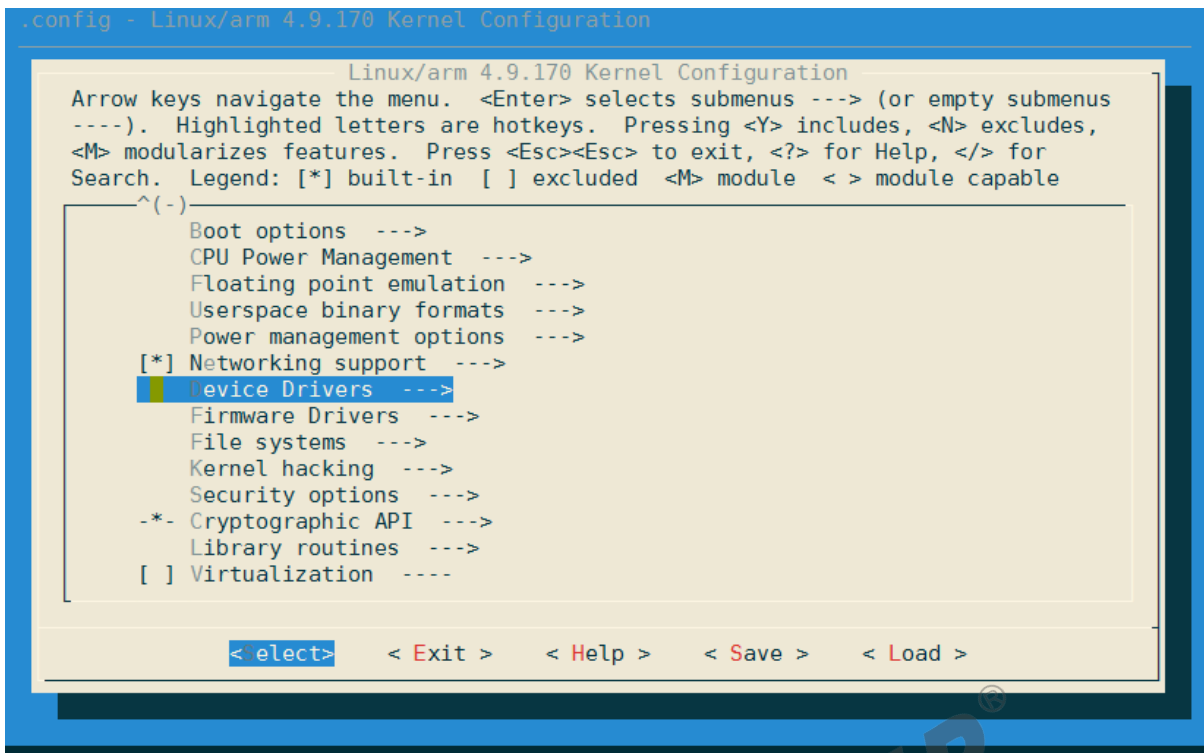 .config - Linux/arm 4.9.170 Kernel Configuration
Linux/arm 4.9.170 Kernel Configuration
Arrow keys navigate the menu.  <Enter> selects submenus ---> (or empty submenus
----).  Highlighted letters are hotkeys.  Pressing <Y> includes, <N> excludes,
<M> modularizes features.  Press <Esc><Esc> to exit, <?> for Help, </> for
Search.  Legend: [*] built-in  [ ] excluded  <M> module  < > module capable
^(-)
Boot options  --->
CPU Power Management  --->
Floating point emulation  --->
Userspace binary formats  --->
Power management options  --->
[*] Networking support  --->
Device Drivers  --->
Firmware Drivers  --->
File systems  --->
Kernel hacking  --->
Security options  --->
-*- Cryptographic API  --->
Library routines  --->
[ ] Virtualization  ----
<Select>    < Exit >    < Help >    < Save >    < Load >
®